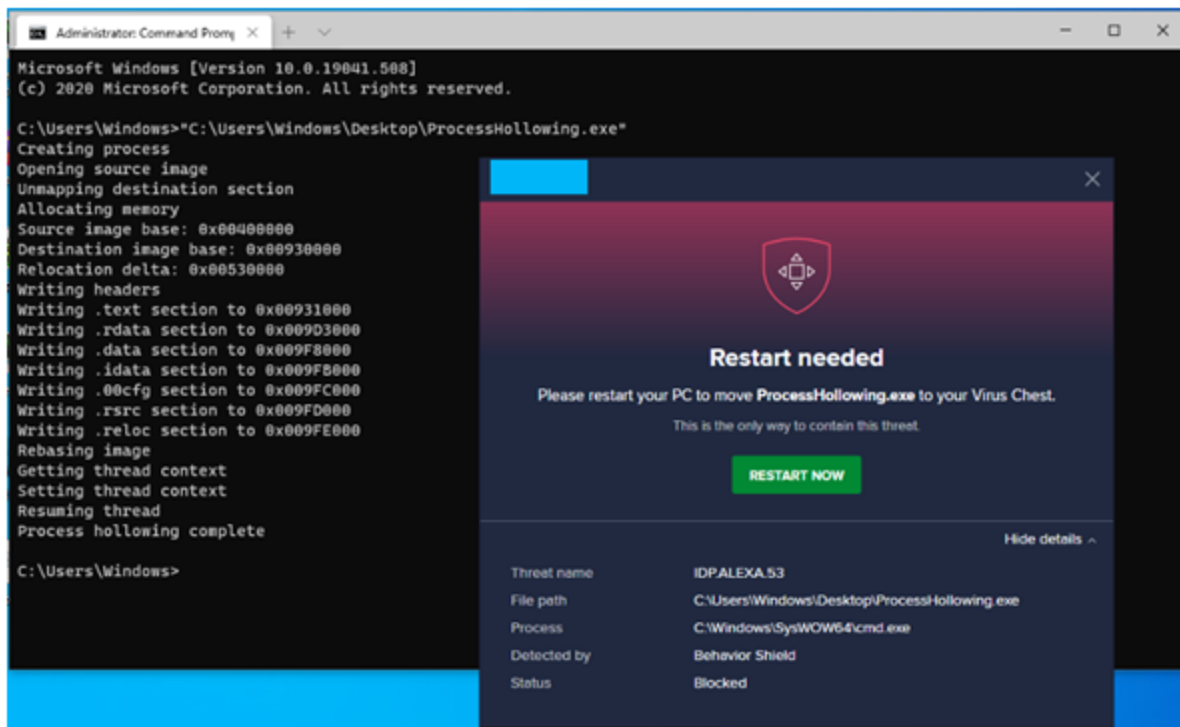 Administrator: Command Prom
Microsoft Windows [Version 10.0.19041.508]
(c) 2020 Microsoft Corporation. All rights reserved.
C:\Users\Windows>"C:\Users\Windows\Desktop\ProcessHollowing.exe"
Creating process
Opening source image
Unmapping destination section
Allocating memory
Source image base: 0x00400000
Destination image base: 0x00930000
Relocation delta: 0x00530000
Writing headers
Writing .text section to 0x00931000
Writing .rdata section to 0x009D3000
Writing .data section to 0x009F8000
Writing .idata section to 0x009FB000
Writing .00cfg section to 0x009FC000
Writing .rsrc section to 0x009FD000
Writing .reloc section to 0x009FE000
Rebasing image
Getting thread context
Setting thread context
Resuming thread
Process hollowing complete
C:\Users\Windows>
Restart needed
Please restart your PC to move ProcessHollowing.exe to your Virus Chest.
This is the only way to contain this threat.
RESTART NOW
Hide details
Threat name IDP.ALEXA.53
File path C:\Users\Windows\Desktop\ProcessHollowing.exe
Process C:\Windows\SysWOW64\cmd.exe
Detected by Behavior Shield
Status Blocked